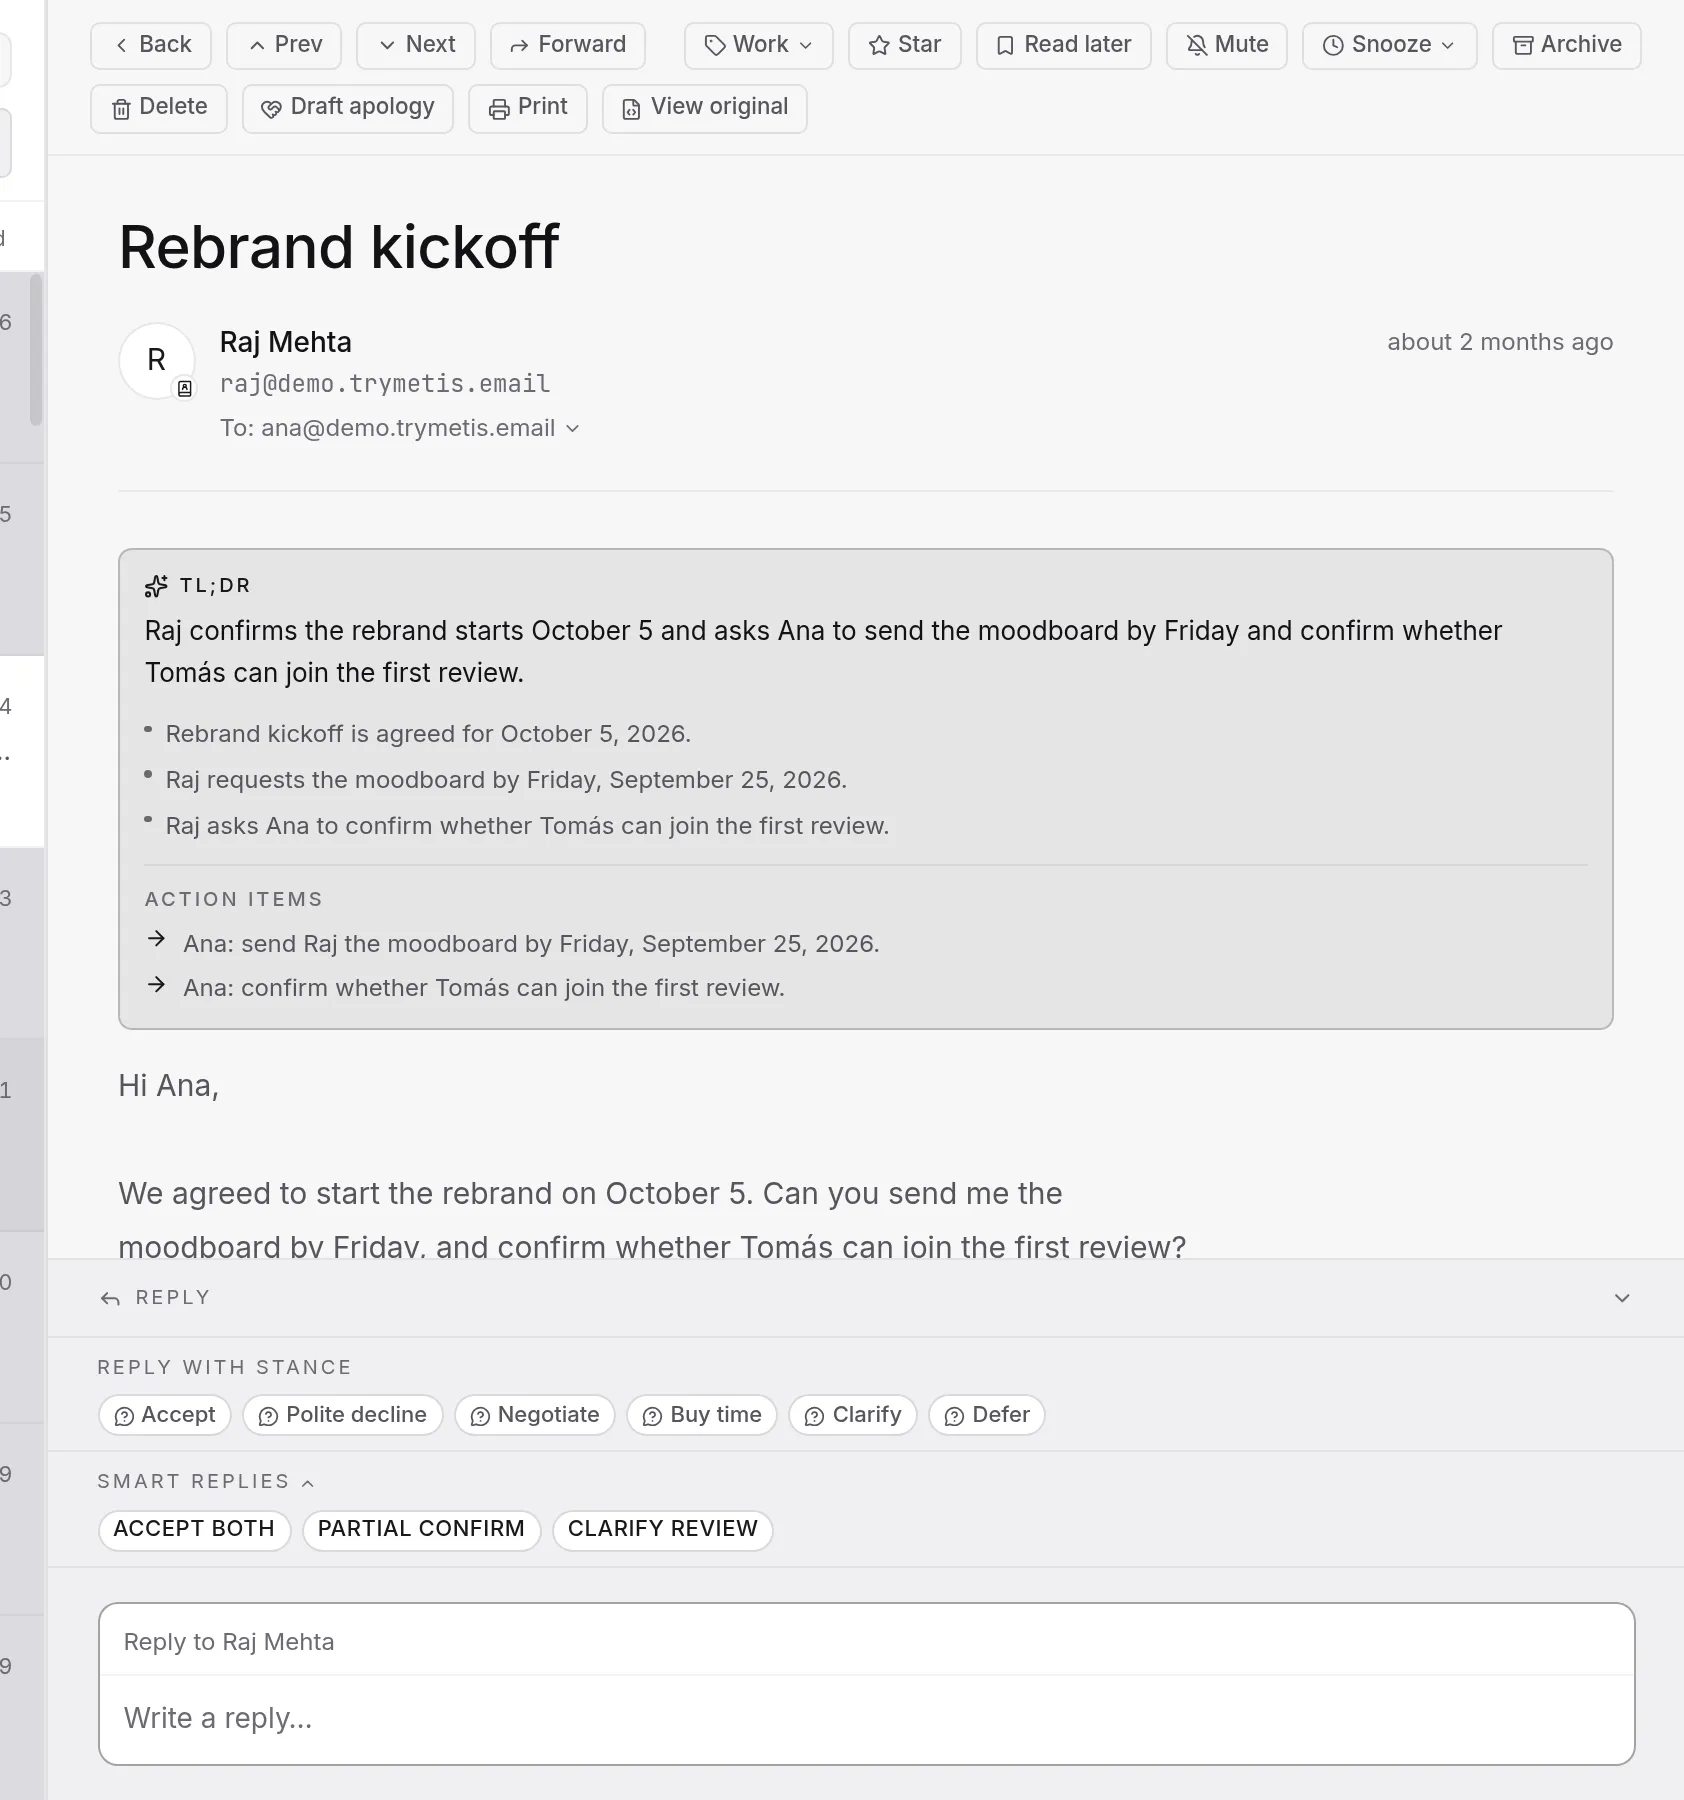 Back Prev Next Forward Work Star Read later Mute Snooze Archive
Delete Draft apology Print View original
Rebrand kickoff
R
Raj Mehta
about 2 months ago
raj@demo.trymetis.email
To: ana@demo.trymetis.email
TL;DR
Raj confirms the rebrand starts October 5 and asks Ana to send the moodboard by Friday and confirm whether
Tomás can join the first review.
Rebrand kickoff is agreed for October 5, 2026.
Raj requests the moodboard by Friday, September 25, 2026.
Raj asks Ana to confirm whether Tomás can join the first review.
ACTION ITEMS
Ana: send Raj the moodboard by Friday, September 25, 2026.
Ana: confirm whether Tomás can join the first review.
Hi Ana,
We agreed to start the rebrand on October 5. Can you send me the
moodboard by Friday, and confirm whether Tomás can join the first review?
REPLY
REPLY WITH STANCE
Accept Polite decline Negotiate Buy time Clarify Defer
SMART REPLIES
ACCEPT BOTH PARTIAL CONFIRM CLARIFY REVIEW
Reply to Raj Mehta
Write a reply...